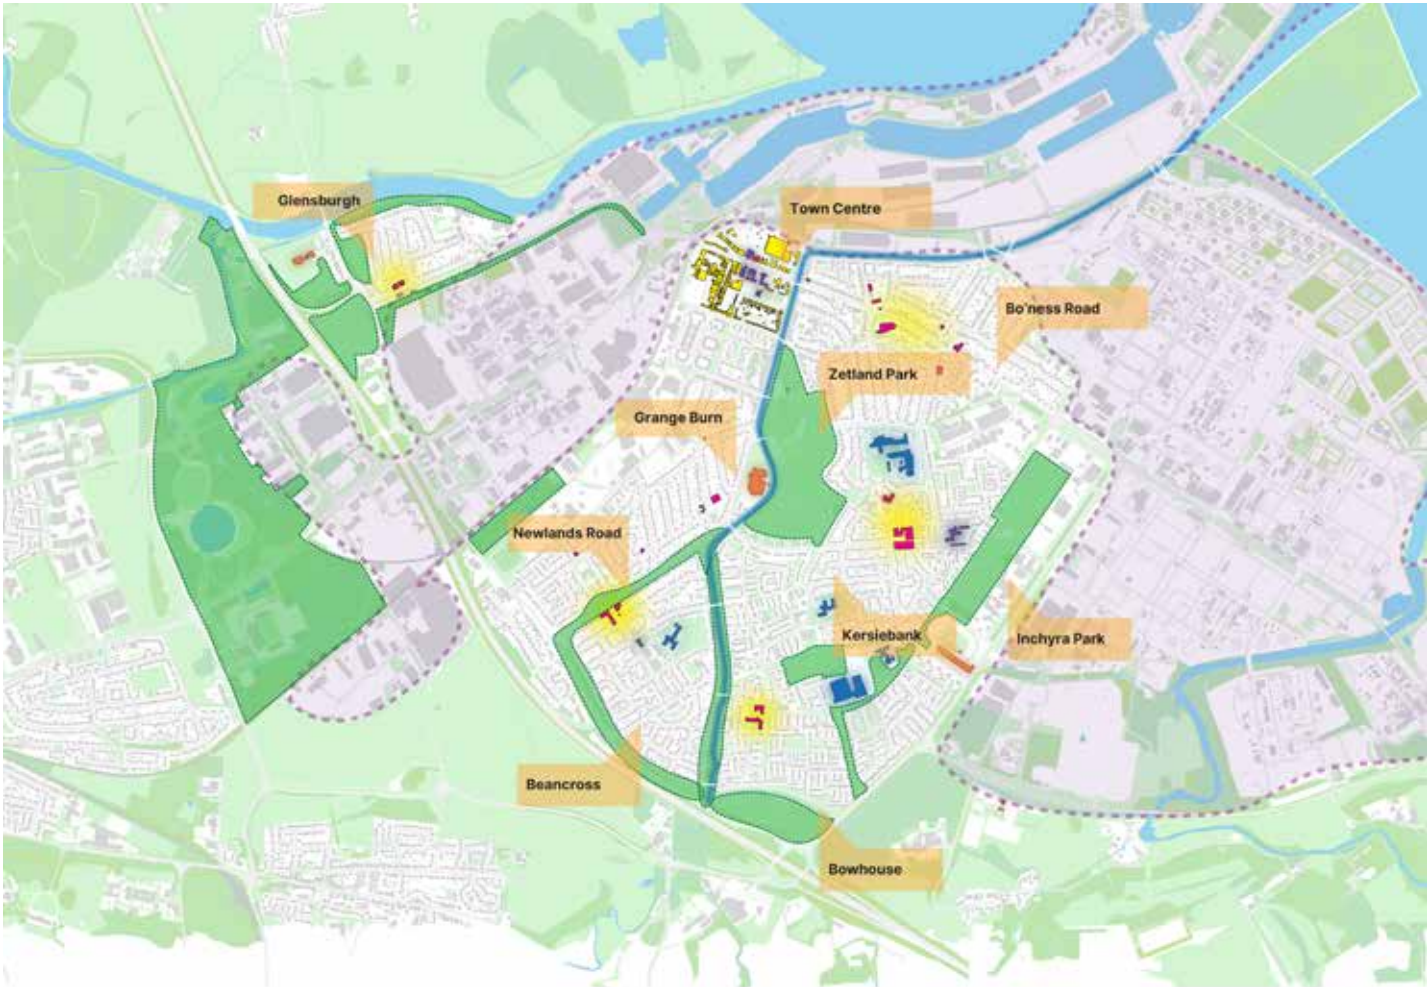 Glensburgh
Town Centre
Bo'ness Road
Zetland Park
Grange Burn
Newlands Road
Kersiebank
Inchyra Park
Beancross
Bowhouse